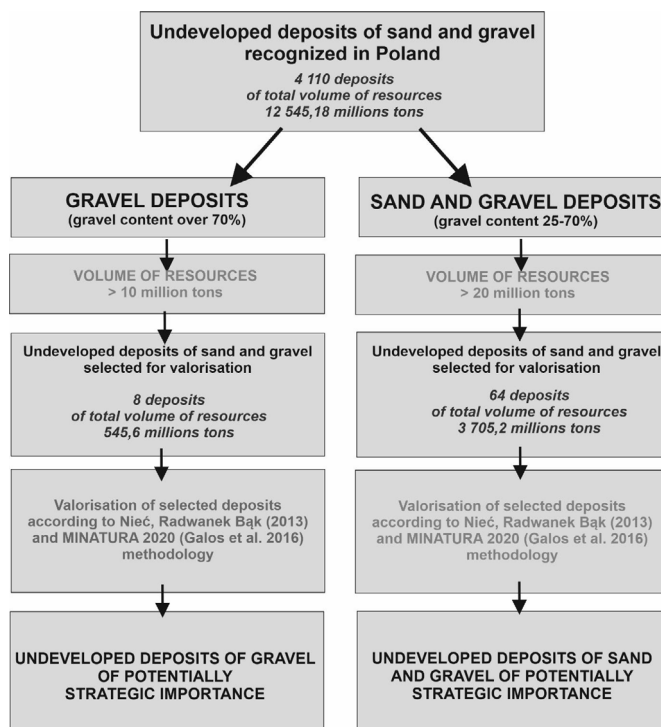 Undeveloped deposits of sand and gravel
recognized in Poland
4 110 deposits
of total volume of resources
12 545,18 millions tons
GRAVEL DEPOSITS
(gravel content over 70%)
VOLUME OF RESOURCES
> 10 million tons
Undeveloped deposits of sand and gravel
selected for valorisation
8 deposits
of total volume of resources
545,6 millions tons
Valorisation of selected deposits
according to Nieć, Radwanek Bąk (2013)
and MINATURA 2020 (Galos et al. 2016)
methodology
UNDEVELOPED DEPOSITS OF GRAVEL
OF POTENTIALLY
STRATEGIC IMPORTANCE
SAND AND GRAVEL DEPOSITS
(gravel content 25-70%)
VOLUME OF RESOURCES
> 20 million tons
Undeveloped deposits of sand and gravel
selected for valorisation
64 deposits
of total volume of resources
3 705,2 millions tons
Valorisation of selected deposits
according to Nieć, Radwanek Bąk (2013)
and MINATURA 2020 (Galos et al. 2016)
methodology
UNDEVELOPED DEPOSITS OF SAND
AND GRAVEL OF POTENTIALLY
STRATEGIC IMPORTANCE